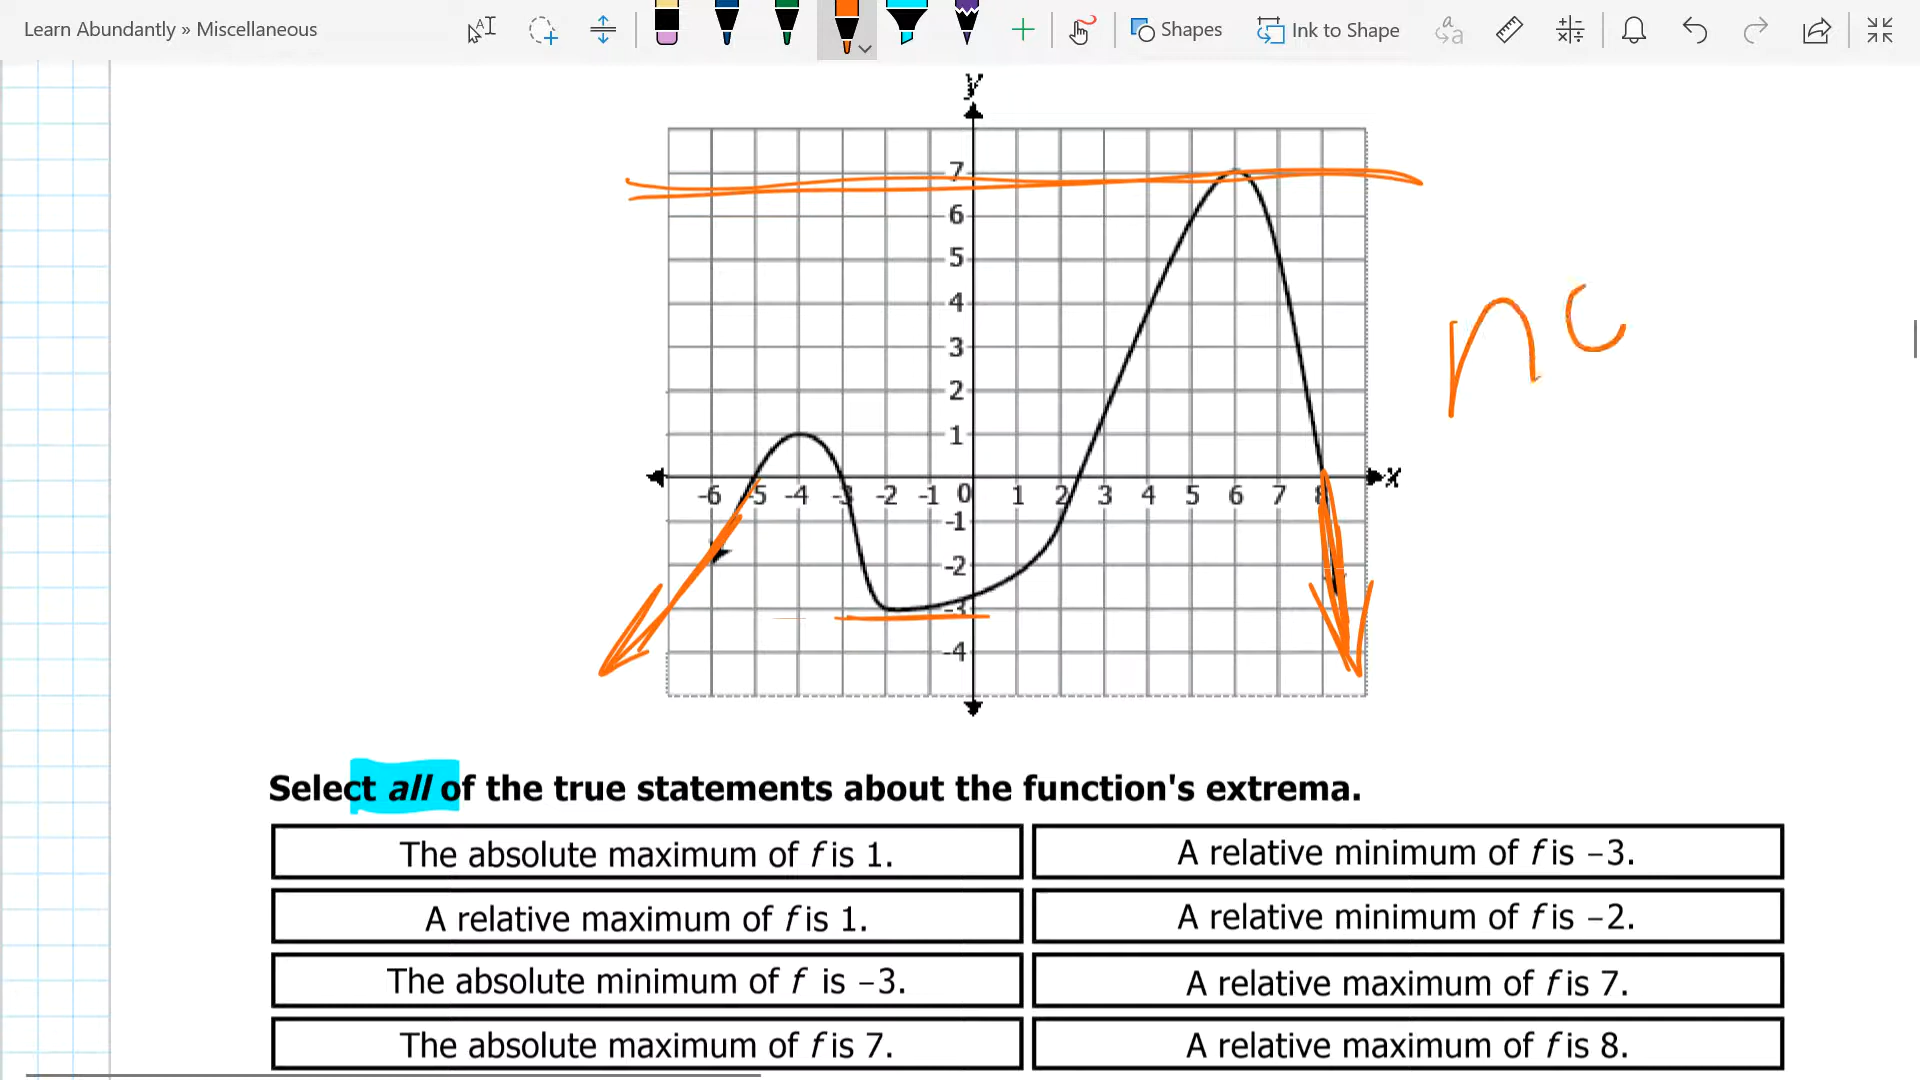 Learn Abundantly » Miscellaneous
Shapes
Ink to Shape
y
7
6
5
4
3
2
1
-6 -5 -4 -3 -2 -1 0 1 2 3 4 5 6 7 8 x
-1
-2
-3
-4
nc
Select all of the true statements about the function's extrema.
The absolute maximum of f is 1.
A relative minimum of f is −3.
A relative maximum of f is 1.
A relative minimum of f is −2.
The absolute minimum of f is −3.
A relative maximum of f is 7.
The absolute maximum of f is 7.
A relative maximum of f is 8.